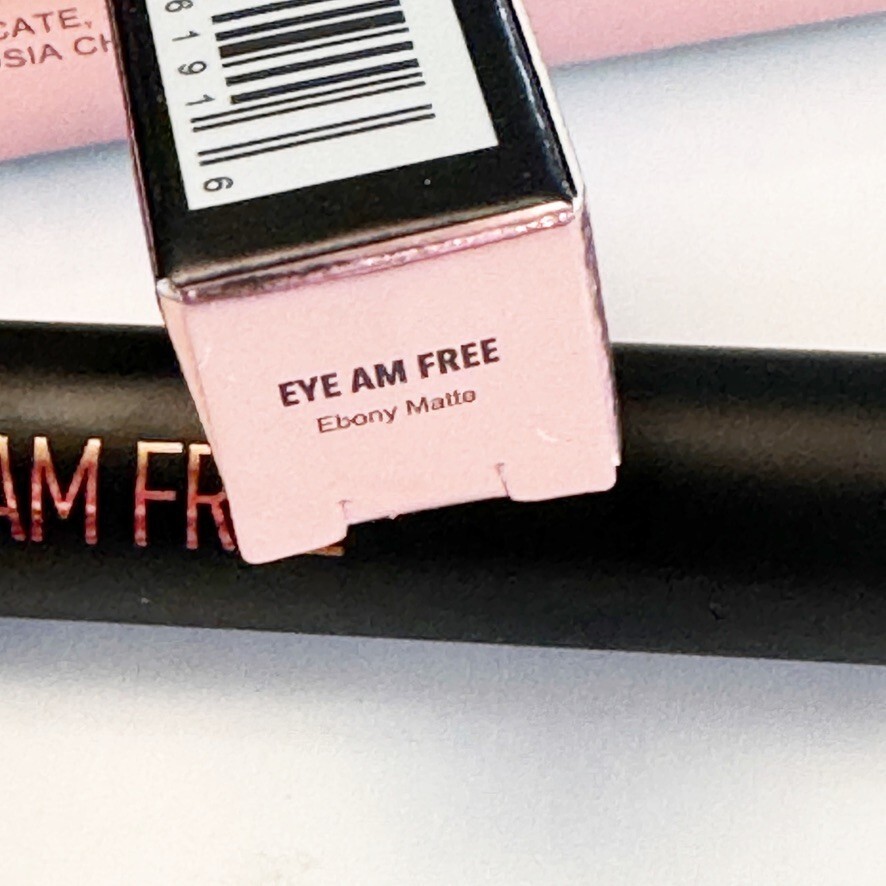 CATE,
SIA CH
6 1 9 1
6
EYE AM FREE
Ebony Matte
AM FR